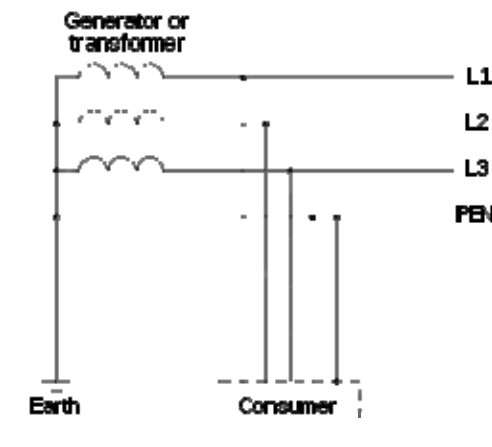 Generator or
transformer
L1
L2
L3
PEN
Earth
Consumer